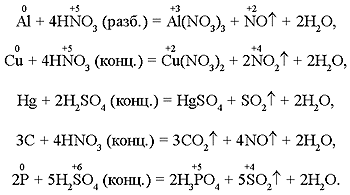 0 +5 +3 +2
Al + 4HNO₃ (разб.) = Al(NO₃)₃ + NO↑ + 2H₂O,
0 +5 +2 +4
Cu + 4HNO₃ (конц.) = Cu(NO₃)₂ + 2NO₂↑ + 2H₂O,
Hg + 2H₂SO₄ (конц.) = HgSO₄ + SO₂↑ + 2H₂O,
3C + 4HNO₃ (конц.) = 3CO₂↑ + 4NO↑ + 2H₂O,
0 +6 +5 +4
2P + 5H₂SO₄ (конц.) = 2H₃PO₄ + 5SO₂↑ + 2H₂O.